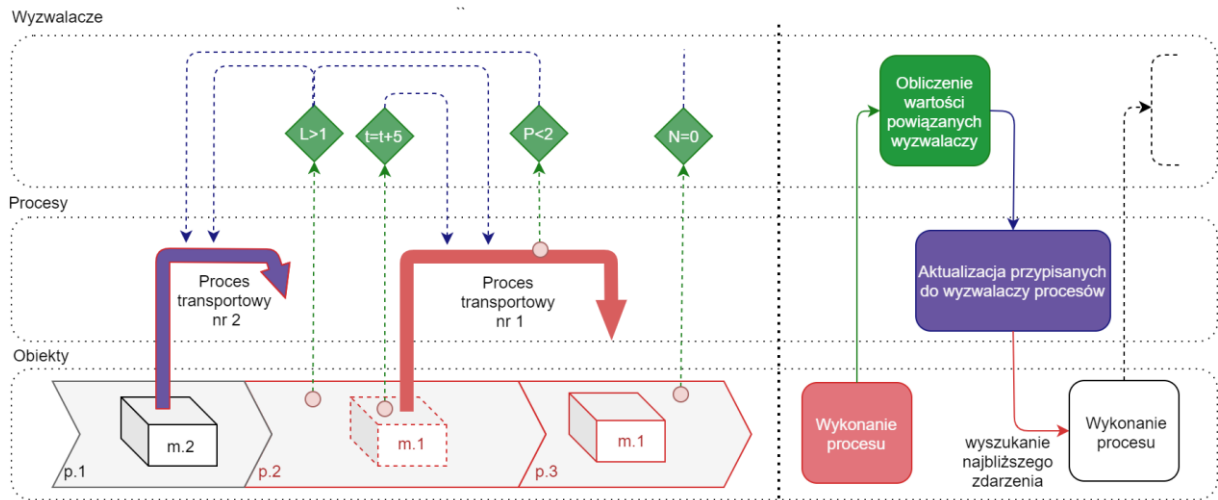 Wyzwalacze
``
L>1
t=t+5
P<2
N=0
Obliczenie
wartości
powiązanych
wyzwalaczy
Procesy
Proces
transportowy
nr 2
Proces
transportowy
nr 1
Aktualizacja przypisanych
do wyzwalaczy procesów
Obiekty
m.2
p.1
m.1
p.2
m.1
p.3
Wykonanie
procesu
wyszukanie
najbliższego
zdarzenia
Wykonanie
procesu